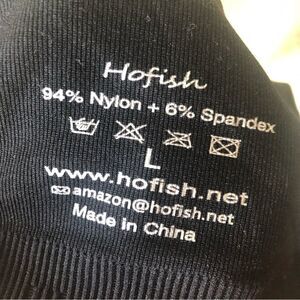 Hofish
94% Nylon + 6% Spandex
L
www.hofish.net
amazon@hofish.net
Made in China